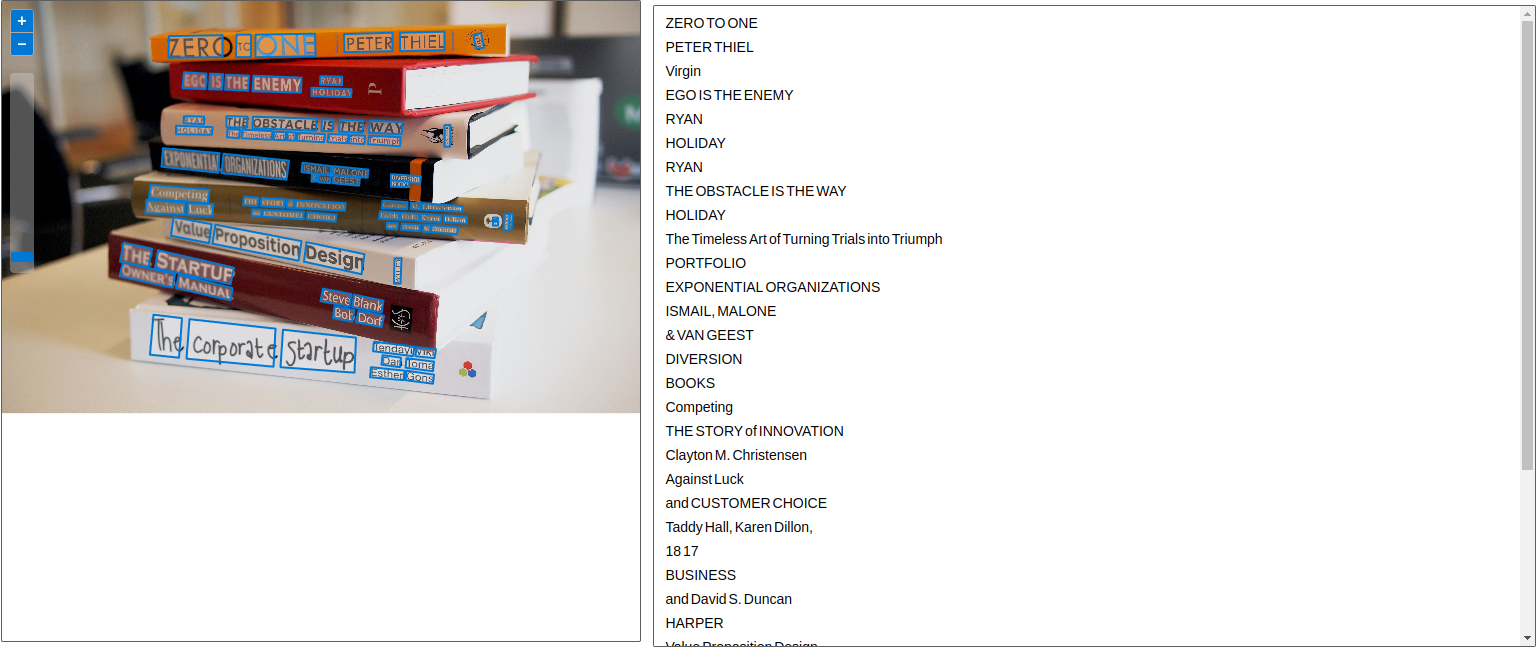 +
−
ZERO TO ONE PETER THIEL
EGO IS THE ENEMY RYAN HOLIDAY P
RYAN HOLIDAY THE OBSTACLE IS THE WAY
The Timeless Art of Turning Trials into Triumph
EXPONENTIAL ORGANIZATIONS ISMAIL, MALONE & VAN GEEST DIVERSION BOOKS
Competing Against Luck THE STORY of INNOVATION and CUSTOMER CHOICE Clayton M. Christensen Taddy Hall, Karen Dillon, and David S. Duncan
Value Proposition Design
THE STARTUP OWNER'S MANUAL Steve Blank Bob Dorf
The Corporate Startup Tendayi Viki Dan Toma Esther Gons
M
ZERO TO ONE
PETER THIEL
Virgin
EGO IS THE ENEMY
RYAN
HOLIDAY
RYAN
THE OBSTACLE IS THE WAY
HOLIDAY
The Timeless Art of Turning Trials into Triumph
PORTFOLIO
EXPONENTIAL ORGANIZATIONS
ISMAIL, MALONE
& VAN GEEST
DIVERSION
BOOKS
Competing
THE STORY of INNOVATION
Clayton M. Christensen
Against Luck
and CUSTOMER CHOICE
Taddy Hall, Karen Dillon,
18 17
BUSINESS
and David S. Duncan
HARPER
Value Proposition Design